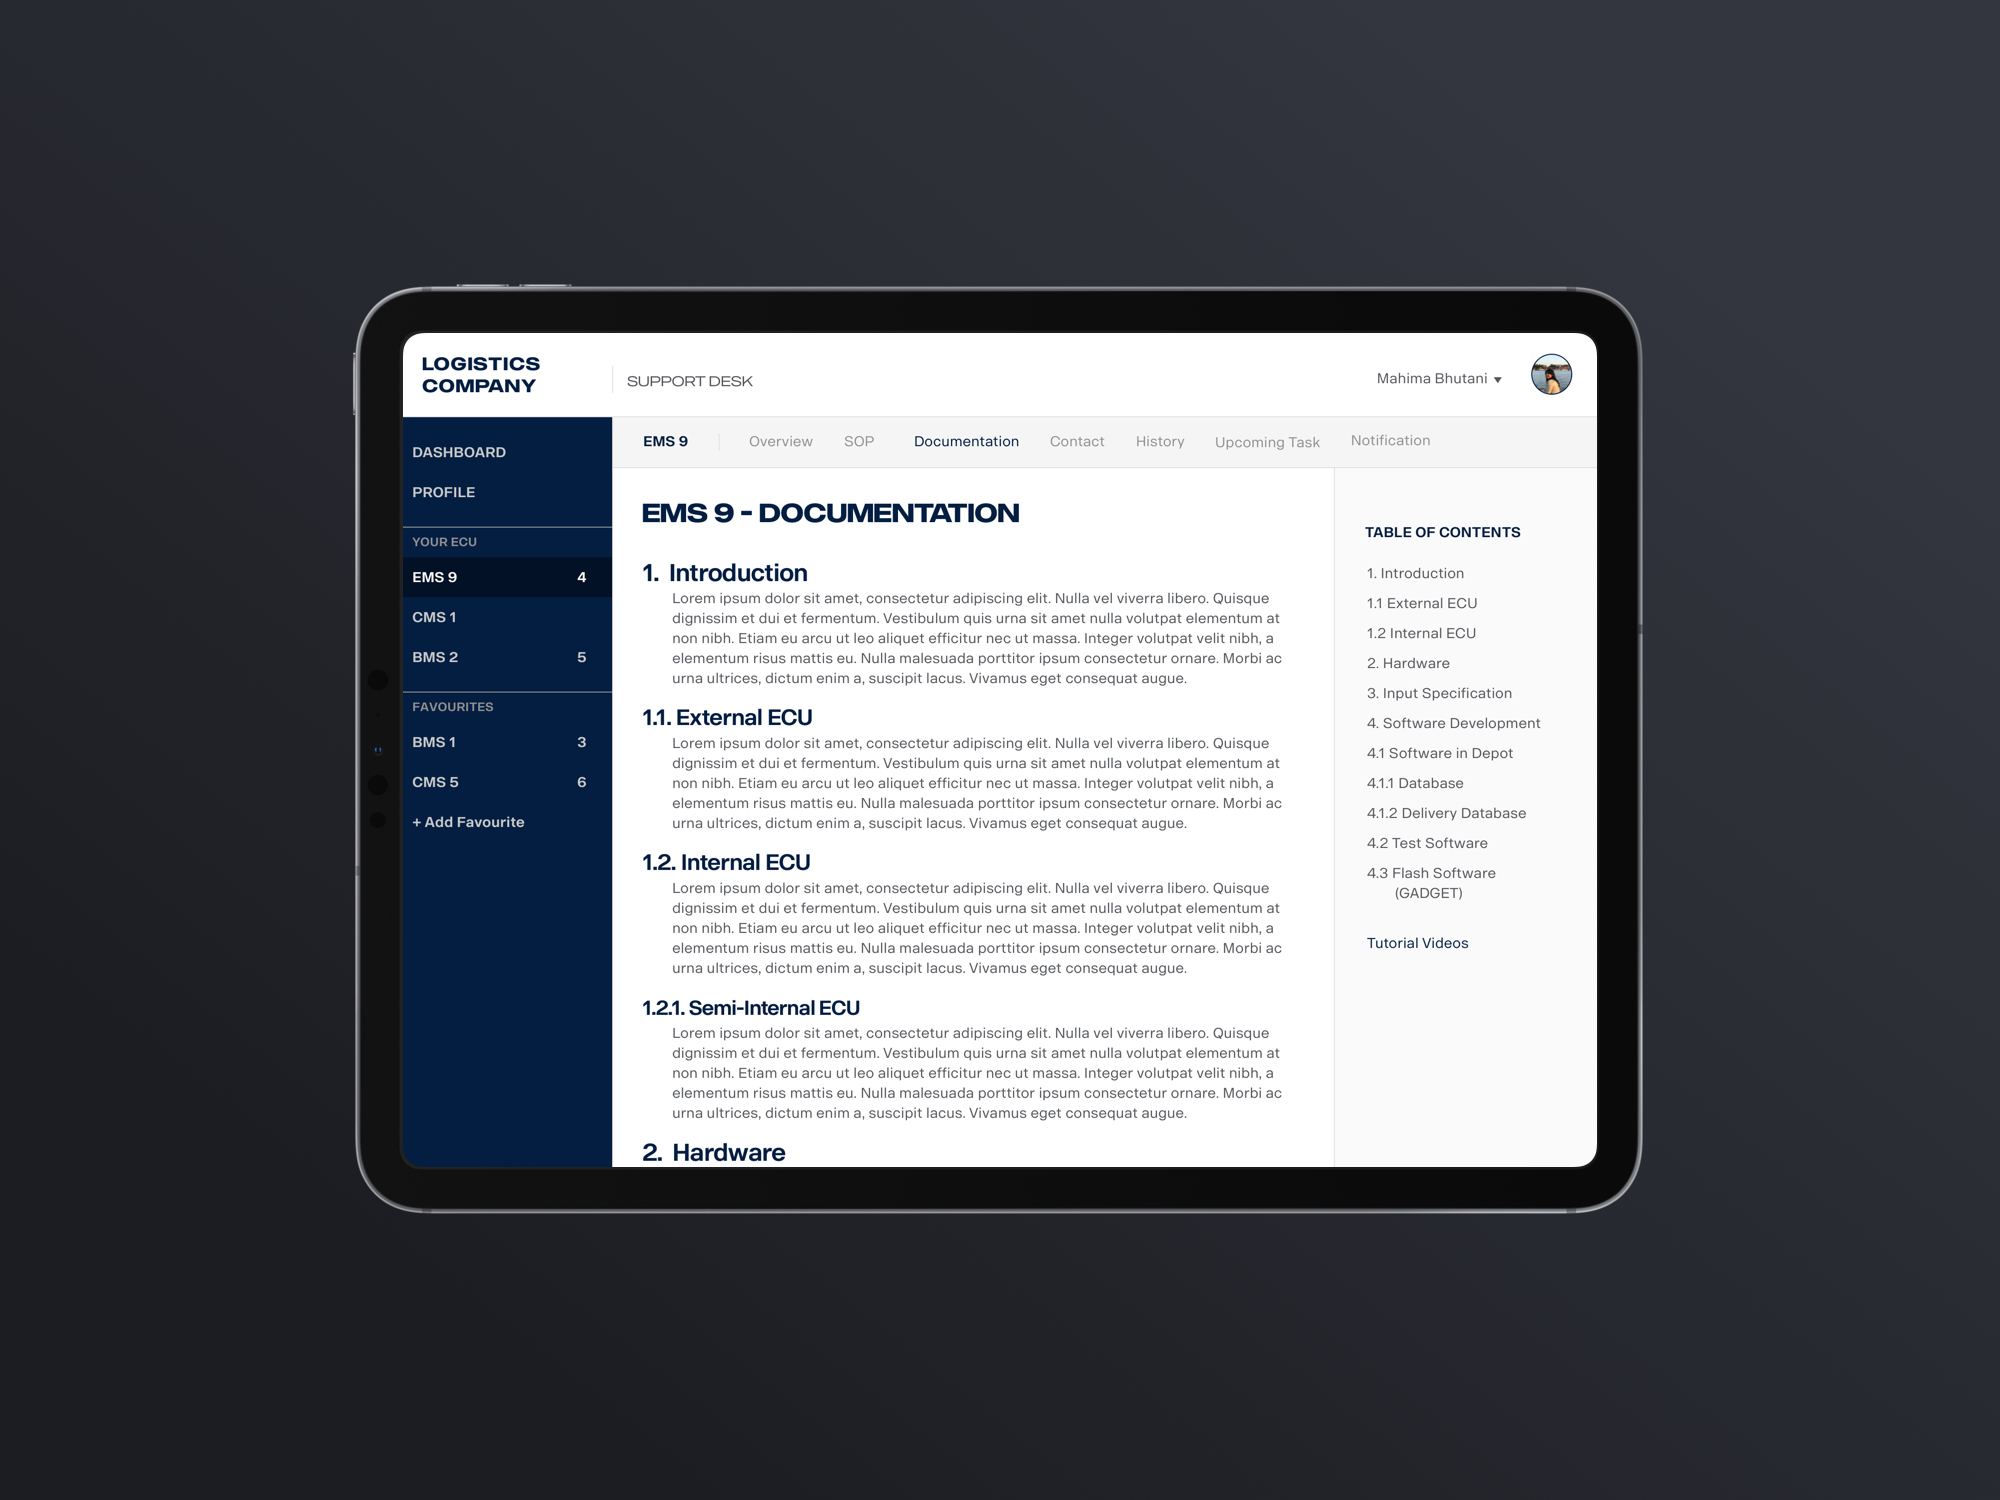 LOGISTICS
COMPANY
SUPPORT DESK
Mahima Bhutani ▼
DASHBOARD
PROFILE
YOUR ECU
EMS 9 4
CMS 1
BMS 2 5
FAVOURITES
BMS 1 3
CMS 5 6
+ Add Favourite
EMS 9 Overview SOP Documentation Contact History Upcoming Task Notification
EMS 9 - DOCUMENTATION
1. Introduction
Lorem ipsum dolor sit amet, consectetur adipiscing elit. Nulla vel viverra libero. Quisque
dignissim et dui et fermentum. Vestibulum quis urna sit amet nulla volutpat elementum at
non nibh. Etiam eu arcu ut leo aliquet efficitur nec ut massa. Integer volutpat velit nibh, a
elementum risus mattis eu. Nulla malesuada porttitor ipsum consectetur ornare. Morbi ac
urna ultrices, dictum enim a, suscipit lacus. Vivamus eget consequat augue.
1.1. External ECU
Lorem ipsum dolor sit amet, consectetur adipiscing elit. Nulla vel viverra libero. Quisque
dignissim et dui et fermentum. Vestibulum quis urna sit amet nulla volutpat elementum at
non nibh. Etiam eu arcu ut leo aliquet efficitur nec ut massa. Integer volutpat velit nibh, a
elementum risus mattis eu. Nulla malesuada porttitor ipsum consectetur ornare. Morbi ac
urna ultrices, dictum enim a, suscipit lacus. Vivamus eget consequat augue.
1.2. Internal ECU
Lorem ipsum dolor sit amet, consectetur adipiscing elit. Nulla vel viverra libero. Quisque
dignissim et dui et fermentum. Vestibulum quis urna sit amet nulla volutpat elementum at
non nibh. Etiam eu arcu ut leo aliquet efficitur nec ut massa. Integer volutpat velit nibh, a
elementum risus mattis eu. Nulla malesuada porttitor ipsum consectetur ornare. Morbi ac
urna ultrices, dictum enim a, suscipit lacus. Vivamus eget consequat augue.
1.2.1. Semi-Internal ECU
Lorem ipsum dolor sit amet, consectetur adipiscing elit. Nulla vel viverra libero. Quisque
dignissim et dui et fermentum. Vestibulum quis urna sit amet nulla volutpat elementum at
non nibh. Etiam eu arcu ut leo aliquet efficitur nec ut massa. Integer volutpat velit nibh, a
elementum risus mattis eu. Nulla malesuada porttitor ipsum consectetur ornare. Morbi ac
urna ultrices, dictum enim a, suscipit lacus. Vivamus eget consequat augue.
2. Hardware
TABLE OF CONTENTS
1. Introduction
1.1 External ECU
1.2 Internal ECU
2. Hardware
3. Input Specification
4. Software Development
4.1 Software in Depot
4.1.1 Database
4.1.2 Delivery Database
4.2 Test Software
4.3 Flash Software
(GADGET)
Tutorial Videos